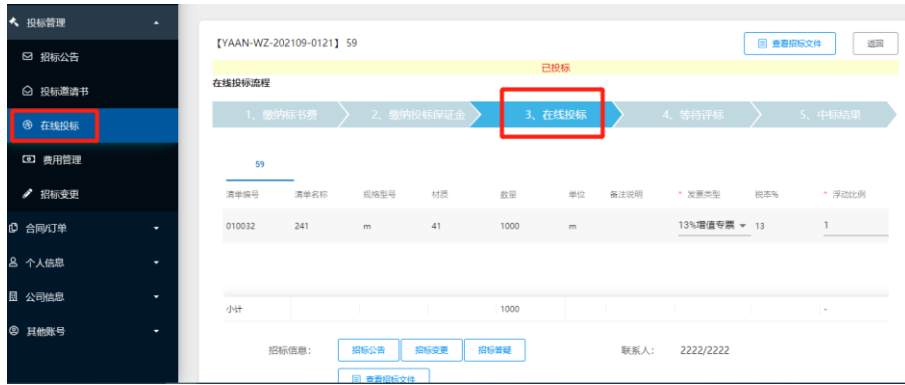 投标管理
招标公告
投标邀请书
在线投标
费用管理
招标变更
合同/订单
个人信息
公司信息
其他账号
【YAAN-WZ-202109-0121】59
查看招标文件
返回
已投标
在线投标流程
1、缴纳标书费
2、缴纳投标保证金
3、在线投标
4、等待评标
5、中标结果
59
清单编号 清单名称 规格型号 材质 数量 单位 备注说明 * 发票类型 税率% * 浮动比例
010032 241 m 41 1000 m 13%增值专票 13 1
小计 1000 -
招标信息： 招标公告 招标变更 招标答疑 联系人： 2222/2222
查看招标文件